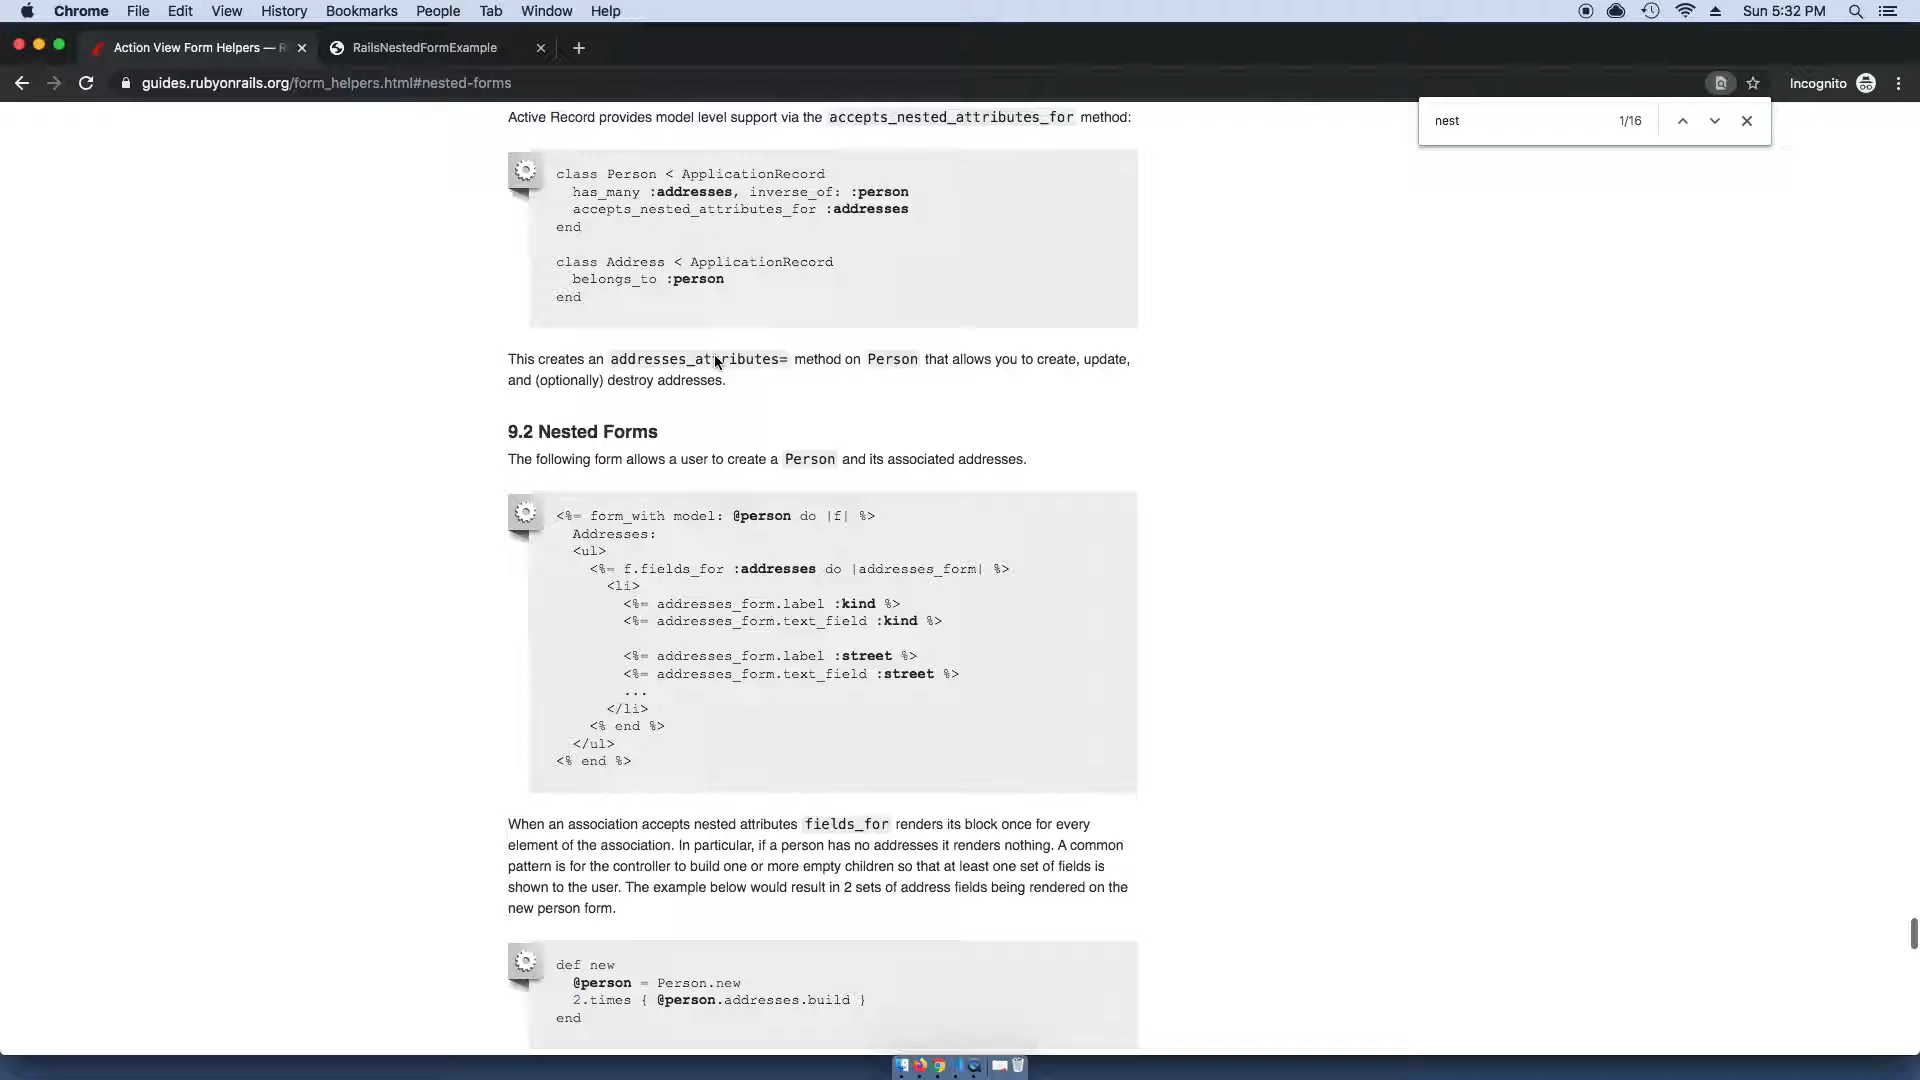 Chrome File Edit View History Bookmarks People Tab Window Help Sun 5:32 PM
Action View Form Helpers — R RailsNestedFormExample
guides.rubyonrails.org/form_helpers.html#nested-forms Incognito
nest 1/16
Active Record provides model level support via the accepts_nested_attributes_for method:
class Person < ApplicationRecord
has_many :addresses, inverse_of: :person
accepts_nested_attributes_for :addresses
end
class Address < ApplicationRecord
belongs_to :person
end
This creates an addresses_attributes= method on Person that allows you to create, update,
and (optionally) destroy addresses.
9.2 Nested Forms
The following form allows a user to create a Person and its associated addresses.
<%= form_with model: @person do |f| %>
Addresses:
<ul>
<%= f.fields_for :addresses do |addresses_form| %>
<li>
<%= addresses_form.label :kind %>
<%= addresses_form.text_field :kind %>
<%= addresses_form.label :street %>
<%= addresses_form.text_field :street %>
...
</li>
<% end %>
</ul>
<% end %>
When an association accepts nested attributes fields_for renders its block once for every
element of the association. In particular, if a person has no addresses it renders nothing. A common
pattern is for the controller to build one or more empty children so that at least one set of fields is
shown to the user. The example below would result in 2 sets of address fields being rendered on the
new person form.
def new
@person = Person.new
2.times { @person.addresses.build }
end